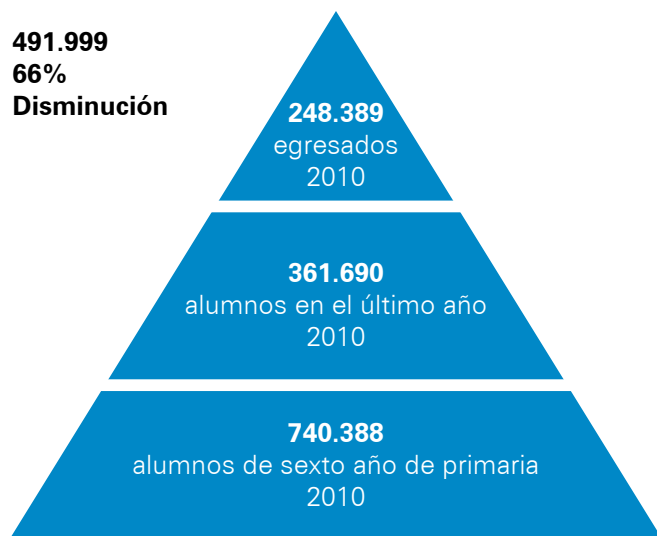 491.999
66%
Disminución
248.389
egresados
2010
361.690
alumnos en el último año
2010
740.388
alumnos de sexto año de primaria
2010